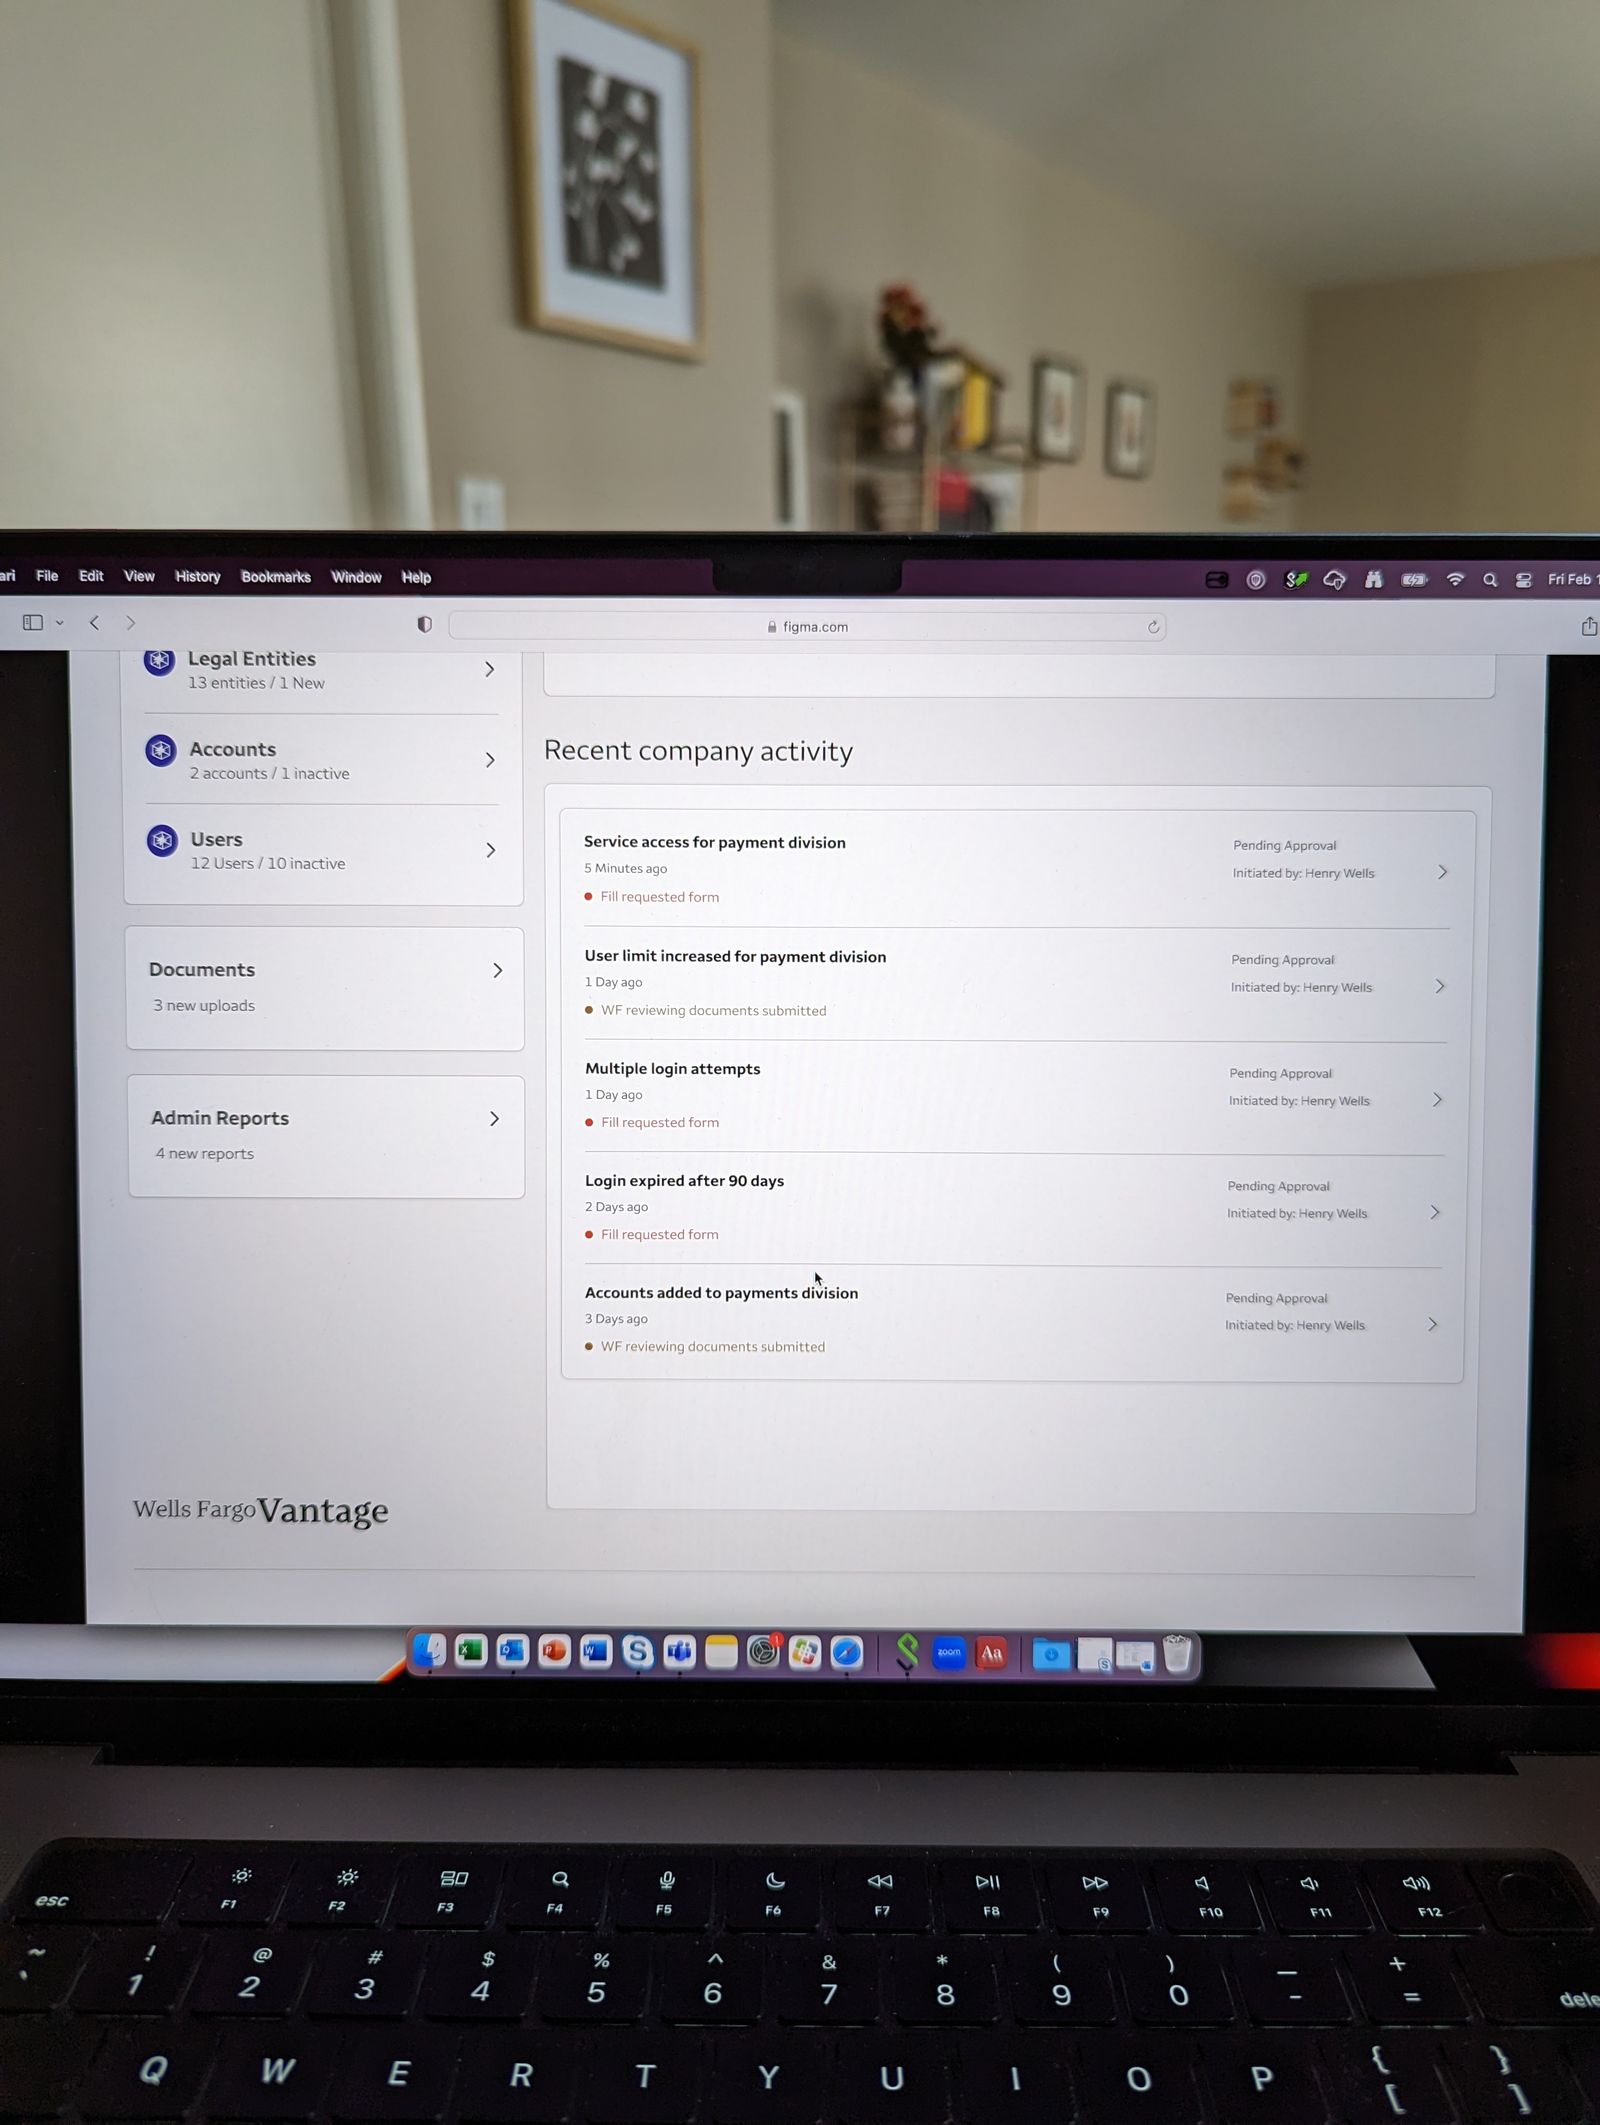 ari File Edit View History Bookmarks Window Help Fri Feb 1
figma.com
Legal Entities
13 entities / 1 New
Accounts
2 accounts / 1 inactive
Users
12 Users / 10 inactive
Documents
3 new uploads
Admin Reports
4 new reports
Recent company activity
Service access for payment division
5 Minutes ago
Fill requested form
Pending Approval
Initiated by: Henry Wells
User limit increased for payment division
1 Day ago
WF reviewing documents submitted
Pending Approval
Initiated by: Henry Wells
Multiple login attempts
1 Day ago
Fill requested form
Pending Approval
Initiated by: Henry Wells
Login expired after 90 days
2 Days ago
Fill requested form
Pending Approval
Initiated by: Henry Wells
Accounts added to payments division
3 Days ago
WF reviewing documents submitted
Pending Approval
Initiated by: Henry Wells
Wells Fargo Vantage
X O P W S 1 zoom Aa S
esc F1 F2 F3 F4 F5 F6 F7 F8 F9 F10 F11 F12
~ ! @ # $ % ^ & * ( ) _ +
` 1 2 3 4 5 6 7 8 9 0 - = dele
Q W E R T Y U I O P { }
[ ]